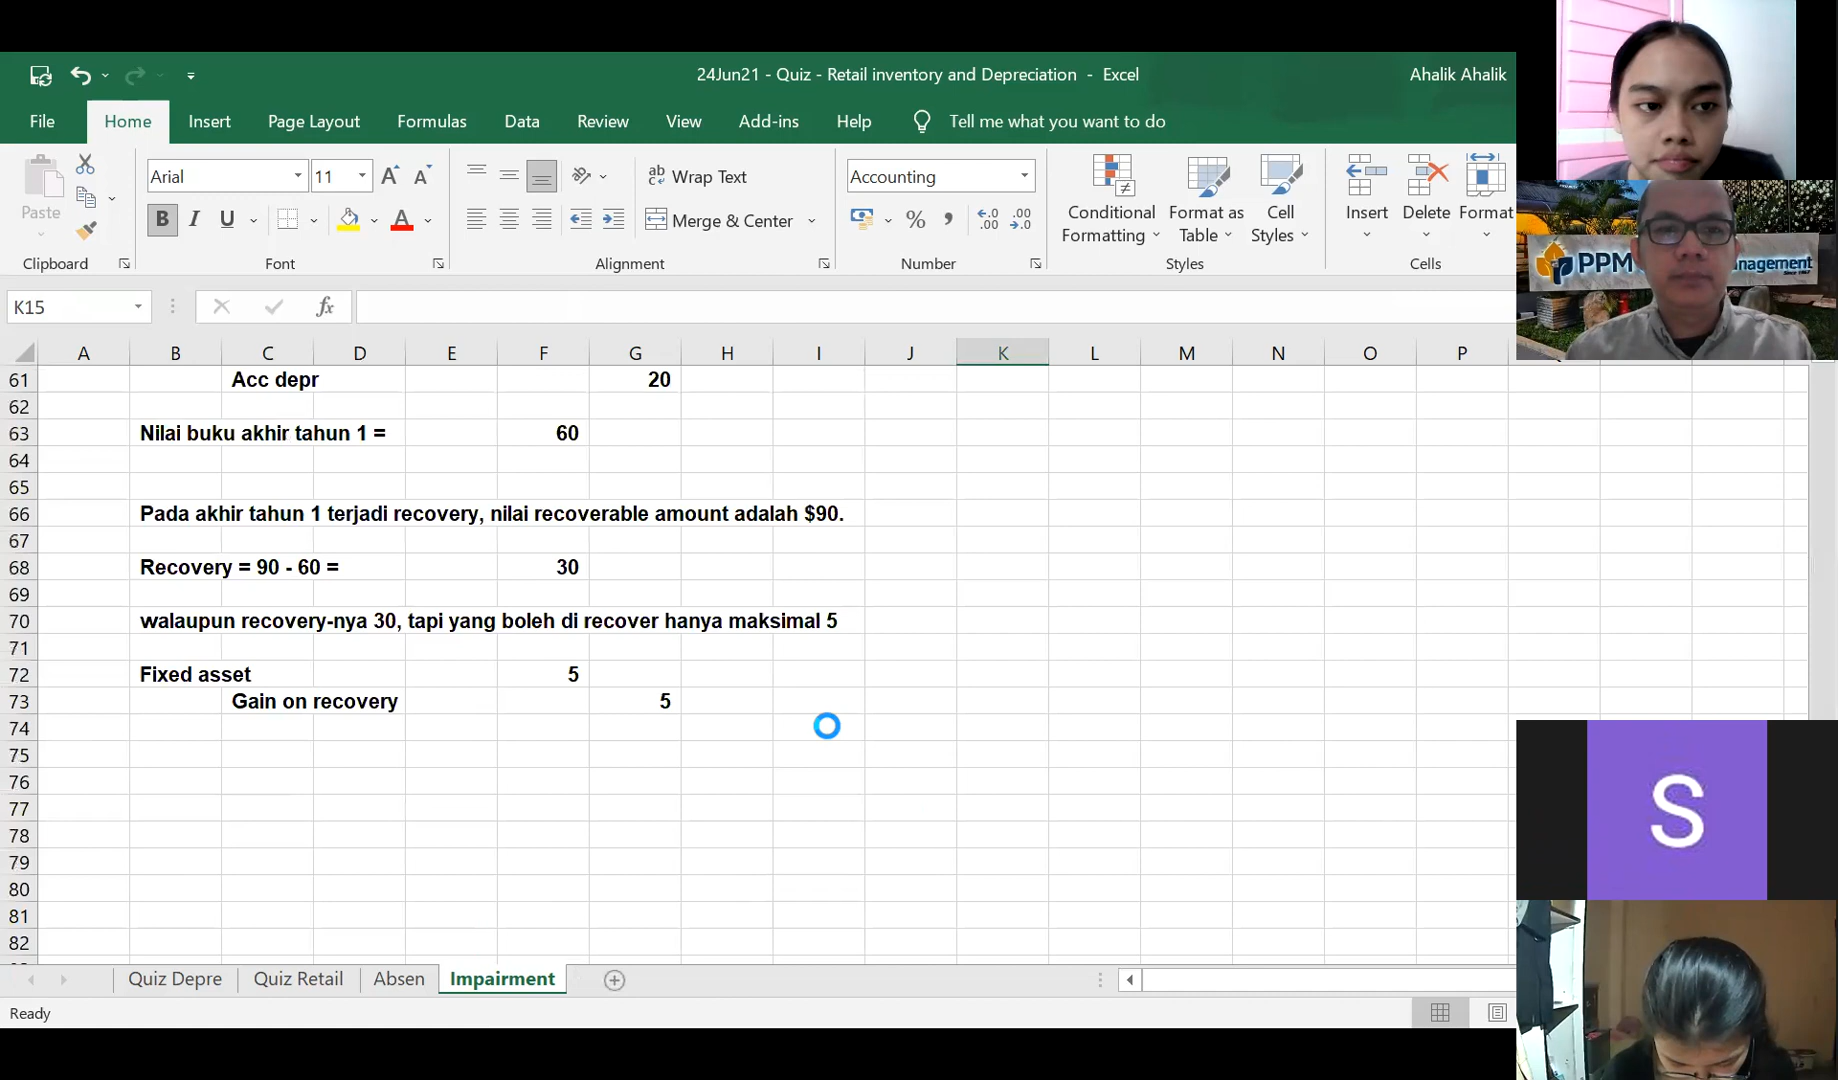 24Jun21 - Quiz - Retail inventory and Depreciation - Excel
Ahalik Ahalik
File Home Insert Page Layout Formulas Data Review View Add-ins Help Tell me what you want to do
Paste
Arial 11
B I U
ab Wrap Text
Merge & Center
Accounting
% ,
Conditional Formatting
Format as Table
Cell Styles
Insert Delete Format
Clipboard Font Alignment Number Styles Cells
K15
fx
A B C D E F G H I J K L M N O P
61 Acc depr 20
62
63 Nilai buku akhir tahun 1 = 60
64
65
66 Pada akhir tahun 1 terjadi recovery, nilai recoverable amount adalah $90.
67
68 Recovery = 90 - 60 = 30
69
70 walaupun recovery-nya 30, tapi yang boleh di recover hanya maksimal 5
71
72 Fixed asset 5
73 Gain on recovery 5
74
75
76
77
78
79
80
81
82
Quiz Depre Quiz Retail Absen Impairment
Ready
PPM
nagement
S